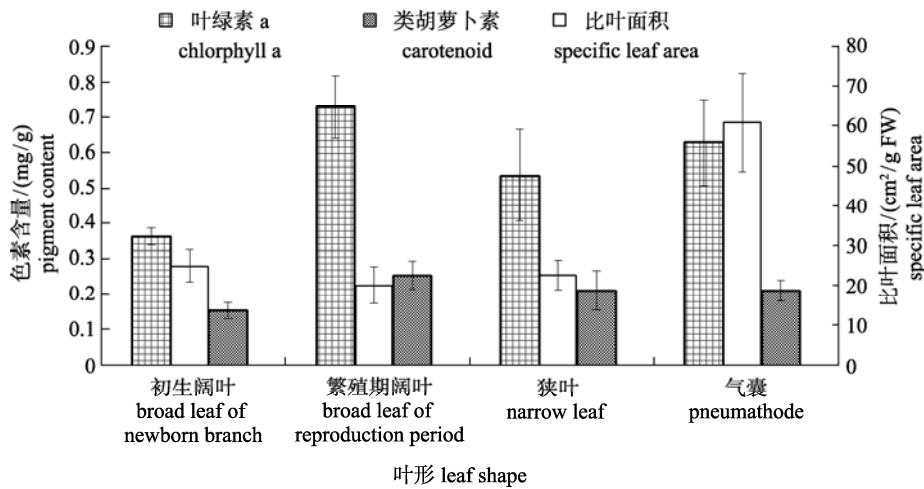 叶绿素 a
chlorphyll a
类胡萝卜素
carotenoid
比叶面积
specific leaf area
色素含量/(mg/g)
pigment content
0.9
0.8
0.7
0.6
0.5
0.4
0.3
0.2
0.1
0
80
70
60
50
40
30
20
10
0
比叶面积/(cm²/g FW)
specific leaf area
初生阔叶
broad leaf of
newborn branch
繁殖期阔叶
broad leaf of
reproduction period
狭叶
narrow leaf
气囊
pneumathode
叶形 leaf shape